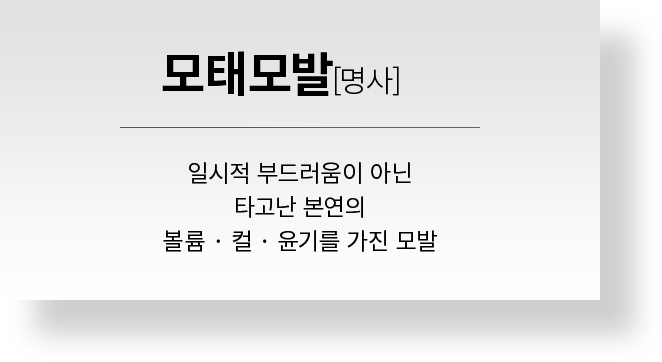 모태모발[명사]
일시적 부드러움이 아닌
타고난 본연의
볼륨 · 컬 · 윤기를 가진 모발